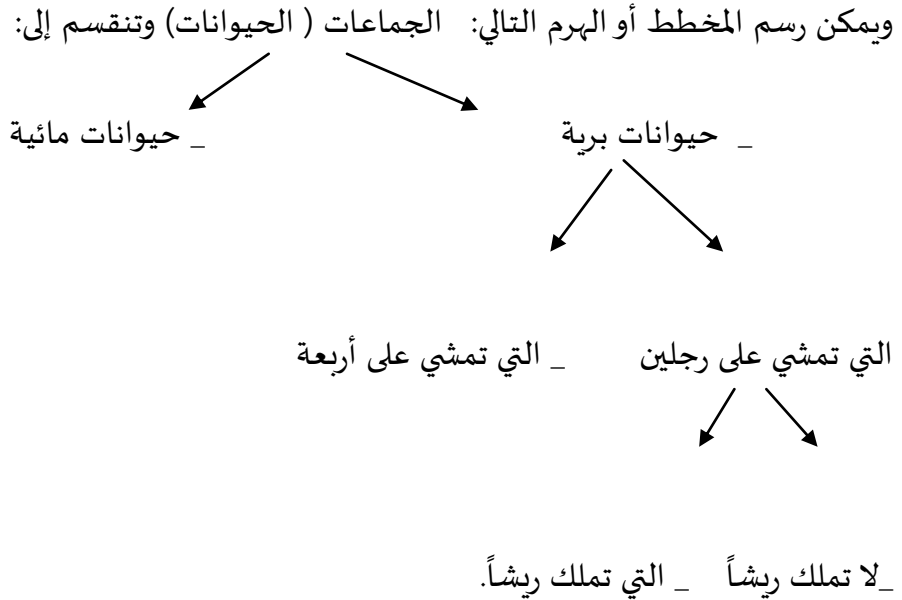 ويمكن رسم المخطط أو الهرم التالي: الجماعات ( الحيوانات) وتنقسم إلى:
_ حيوانات برية _ حيوانات مائية
التي تمشي على رجلين _ التي تمشي على أربعة
_لا تملك ريشاً _ التي تملك ريشاً.